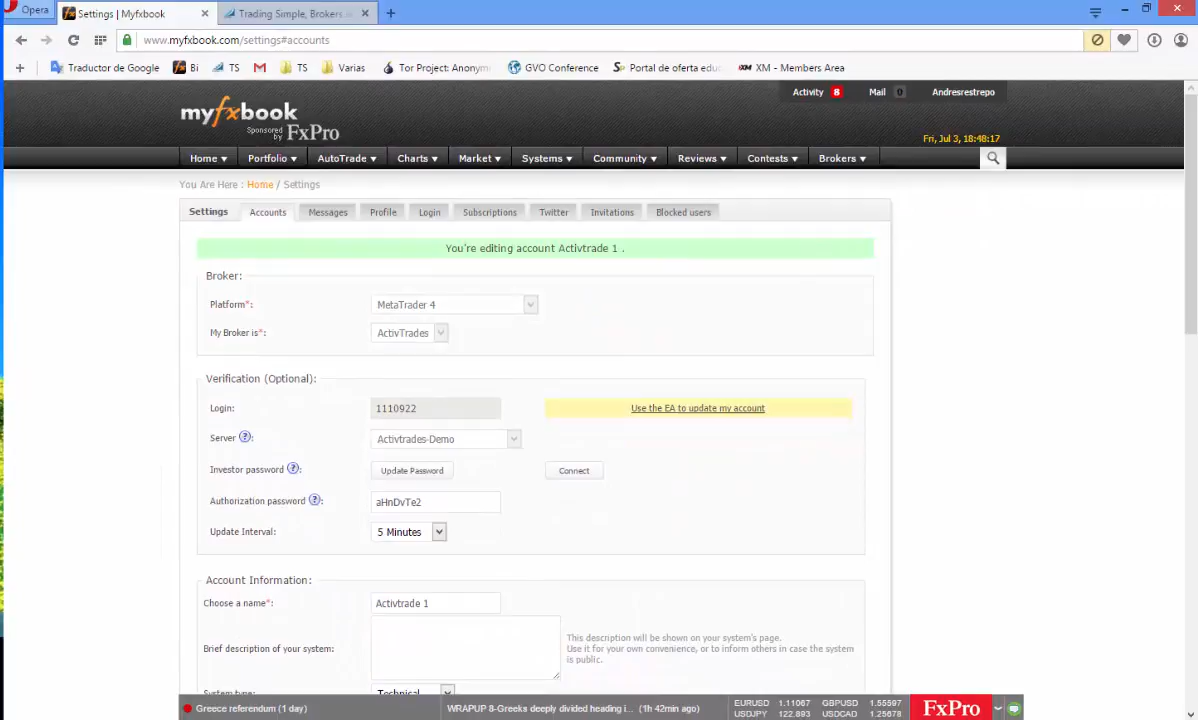 Opera
Settings | Myfxbook
Trading Simple, Brokers
www.myfxbook.com/settings#accounts
Traductor de Google
Bi
TS
TS
Varias
Tor Project: Anonym
GVO Conference
Portal de oferta edu
XM - Members Area
myfxbook
Sponsored by FxPro
Activity 8
Mail 0
Andresrestrepo
Fri, Jul 3, 18:48:17
Home Portfolio AutoTrade Charts Market Systems Community Reviews Contests Brokers
You Are Here : Home / Settings
Settings Accounts Messages Profile Login Subscriptions Twitter Invitations Blocked users
You're editing account Activtrade 1 .
Broker:
Platform*: MetaTrader 4
My Broker is*: ActivTrades
Verification (Optional):
Login: 1110922 Use the EA to update my account
Server ?: Activtrades-Demo
Investor password ?: Update Password Connect
Authorization password ?: aHnDvTe2
Update Interval: 5 Minutes
Account Information:
Choose a name*: Activtrade 1
Brief description of your system:
This description will be shown on your system's page.
Use it for your own convenience, or to inform others in case the system
is public.
System type: Technical
Greece referendum (1 day)
WRAPUP 8-Greeks deeply divided heading i... (1h 42min ago)
EURUSD 1.11067 GBPUSD 1.55597
USDJPY 122.893 USDCAD 1.25678
FxPro